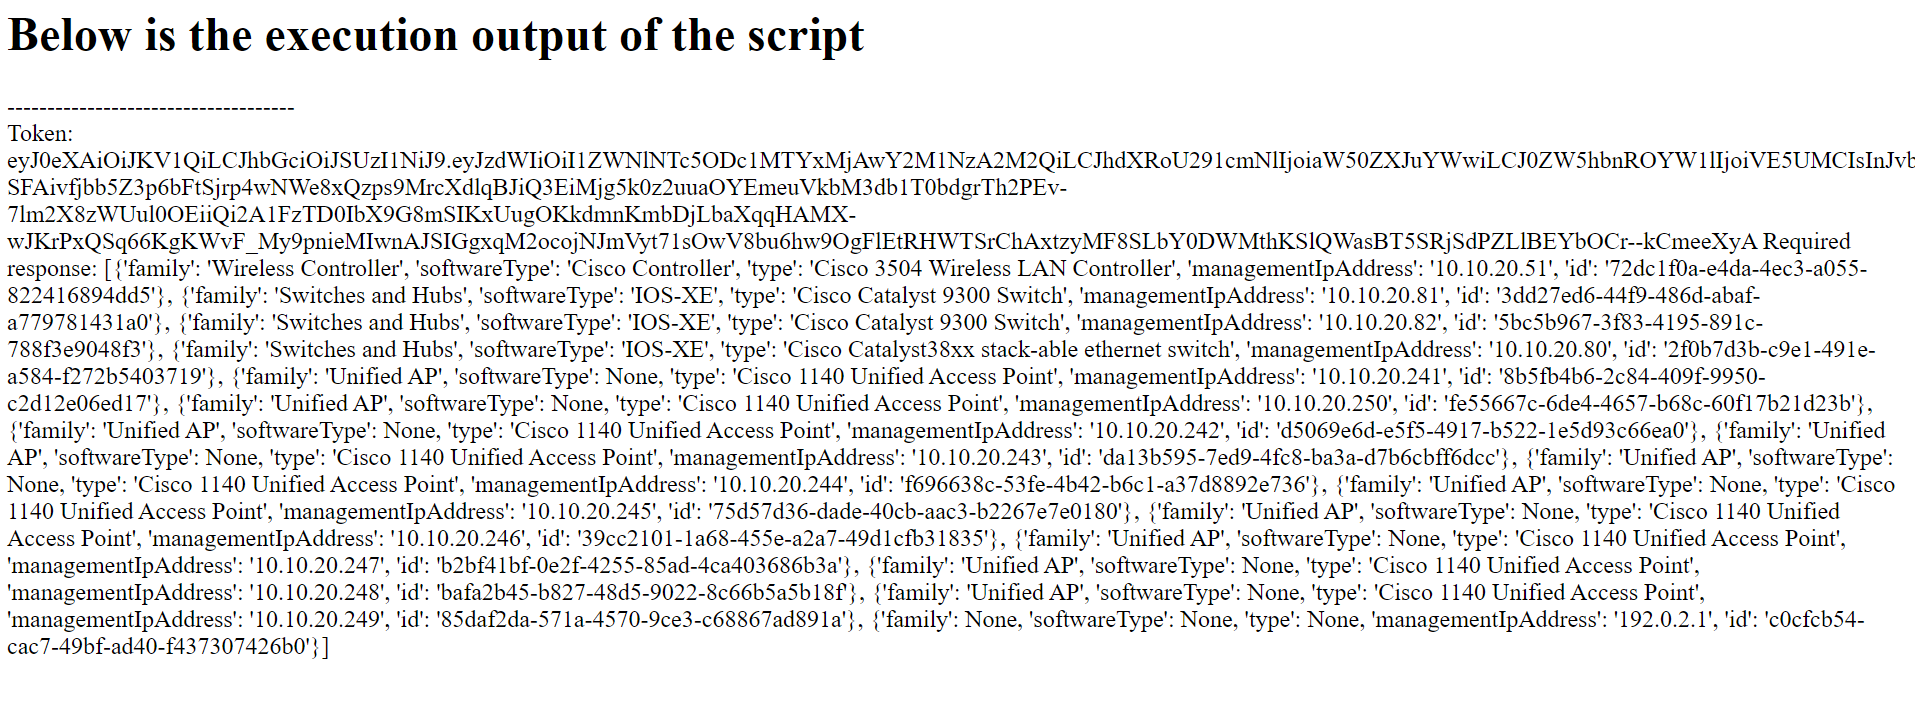 Below is the execution output of the script
------------------------------------
Token:
eyJ0eXAiOiJKV1QiLCJhbGciOiJSUzI1NiJ9.eyJzdWIiOiI1ZWNlNTc5ODc1MTYxMjAwY2M1NzA2M2QiLCJhdXRoU291cmNlIjoiaW50ZXJuYWwiLCJ0ZW5hbnROYW1lIjoiVE5UMCIsInJvb
SFAivfjbb5Z3p6bFtSjrp4wNWe8xQzps9MrcXdlqBJiQ3EiMjg5k0z2uuaOYEmeuVkbM3db1T0bdgrTh2PEv-
7lm2X8zWUul0OEiiQi2A1FzTD0IbX9G8mSIKxUugOKkdmnKmbDjLbaXqqHAMX-
wJKrPxQSq66KgKWvF_My9pnieMIwnAJSIGgxqM2ocojNJmVyt71sOwV8bu6hw9OgFlEtRHWTSrChAxtzyMF8SLbY0DWMthKSlQWasBT5SRjSdPZLlBEYbOCr--kCmeeXyA Required
response: [{'family': 'Wireless Controller', 'softwareType': 'Cisco Controller', 'type': 'Cisco 3504 Wireless LAN Controller', 'managementIpAddress': '10.10.20.51', 'id': '72dc1f0a-e4da-4ec3-a055-
822416894dd5'}, {'family': 'Switches and Hubs', 'softwareType': 'IOS-XE', 'type': 'Cisco Catalyst 9300 Switch', 'managementIpAddress': '10.10.20.81', 'id': '3dd27ed6-44f9-486d-abaf-
a779781431a0'}, {'family': 'Switches and Hubs', 'softwareType': 'IOS-XE', 'type': 'Cisco Catalyst 9300 Switch', 'managementIpAddress': '10.10.20.82', 'id': '5bc5b967-3f83-4195-891c-
788f3e9048f3'}, {'family': 'Switches and Hubs', 'softwareType': 'IOS-XE', 'type': 'Cisco Catalyst38xx stack-able ethernet switch', 'managementIpAddress': '10.10.20.80', 'id': '2f0b7d3b-c9e1-491e-
a584-f272b5403719'}, {'family': 'Unified AP', 'softwareType': None, 'type': 'Cisco 1140 Unified Access Point', 'managementIpAddress': '10.10.20.241', 'id': '8b5fb4b6-2c84-409f-9950-
c2d12e06ed17'}, {'family': 'Unified AP', 'softwareType': None, 'type': 'Cisco 1140 Unified Access Point', 'managementIpAddress': '10.10.20.250', 'id': 'fe55667c-6de4-4657-b68c-60f17b21d23b'},
{'family': 'Unified AP', 'softwareType': None, 'type': 'Cisco 1140 Unified Access Point', 'managementIpAddress': '10.10.20.242', 'id': 'd5069e6d-e5f5-4917-b522-1e5d93c66ea0'}, {'family': 'Unified
AP', 'softwareType': None, 'type': 'Cisco 1140 Unified Access Point', 'managementIpAddress': '10.10.20.243', 'id': 'da13b595-7ed9-4fc8-ba3a-d7b6cbff6dcc'}, {'family': 'Unified AP', 'softwareType':
None, 'type': 'Cisco 1140 Unified Access Point', 'managementIpAddress': '10.10.20.244', 'id': 'f696638c-53fe-4b42-b6c1-a37d8892e736'}, {'family': 'Unified AP', 'softwareType': None, 'type': 'Cisco
1140 Unified Access Point', 'managementIpAddress': '10.10.20.245', 'id': '75d57d36-dade-40cb-aac3-b2267e7e0180'}, {'family': 'Unified AP', 'softwareType': None, 'type': 'Cisco 1140 Unified
Access Point', 'managementIpAddress': '10.10.20.246', 'id': '39cc2101-1a68-455e-a2a7-49d1cfb31835'}, {'family': 'Unified AP', 'softwareType': None, 'type': 'Cisco 1140 Unified Access Point',
'managementIpAddress': '10.10.20.247', 'id': 'b2bf41bf-0e2f-4255-85ad-4ca403686b3a'}, {'family': 'Unified AP', 'softwareType': None, 'type': 'Cisco 1140 Unified Access Point',
'managementIpAddress': '10.10.20.248', 'id': 'bafa2b45-b827-48d5-9022-8c66b5a5b18f'}, {'family': 'Unified AP', 'softwareType': None, 'type': 'Cisco 1140 Unified Access Point',
'managementIpAddress': '10.10.20.249', 'id': '85daf2da-571a-4570-9ce3-c68867ad891a'}, {'family': None, 'softwareType': None, 'type': None, 'managementIpAddress': '192.0.2.1', 'id': 'c0cfcb54-
cac7-49bf-ad40-f437307426b0'}]